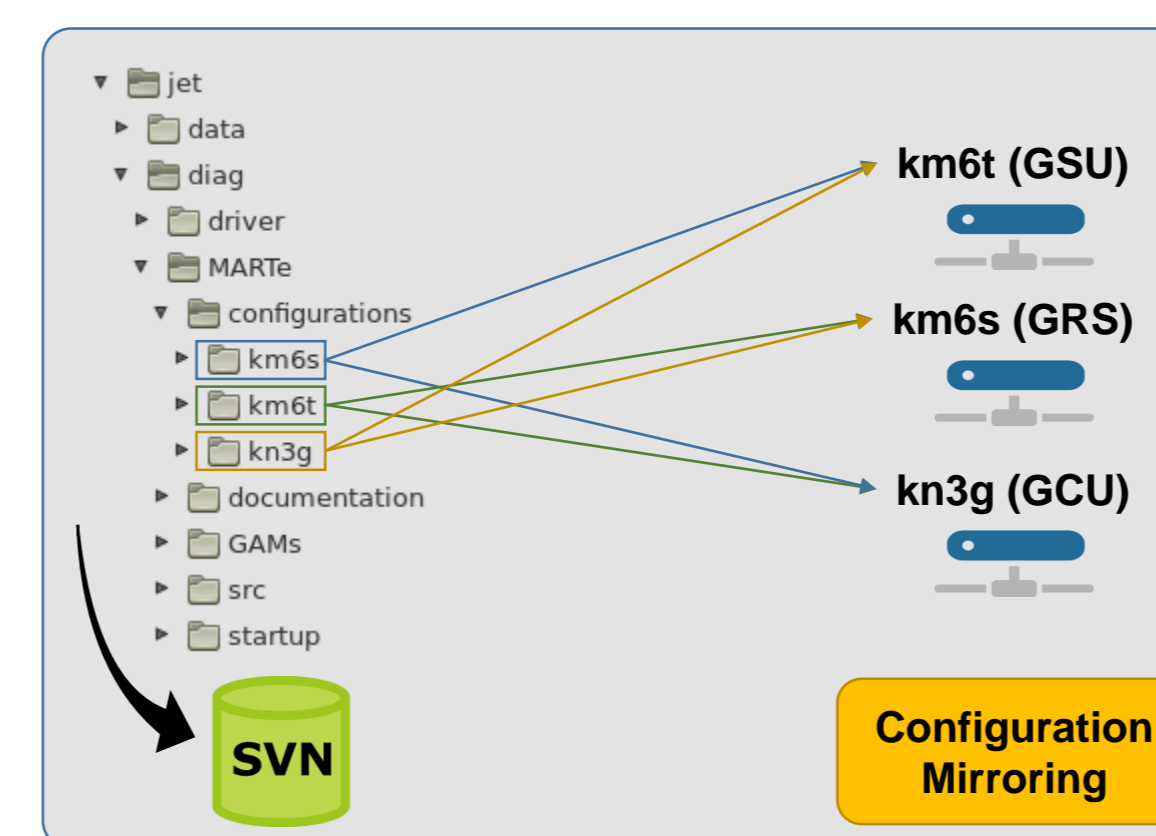 jet
data
diag
driver
MARTe
configurations
km6s
km6t
kn3g
documentation
GAMs
src
startup
SVN
km6t (GSU)
km6s (GRS)
kn3g (GCU)
Configuration
Mirroring